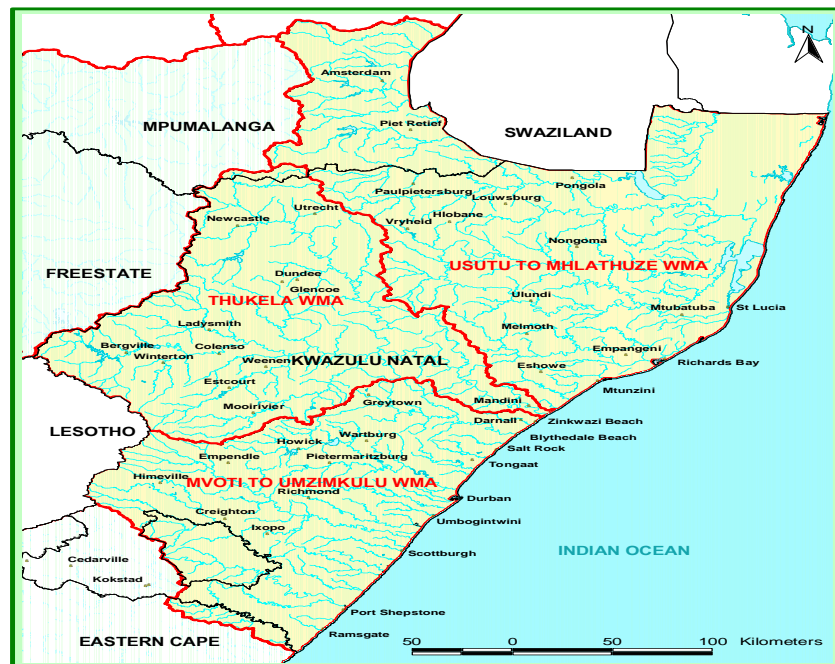 N
Amsterdam
MPUMALANGA
Piet Retief
SWAZILAND
Paulpietersburg
Pongola
Louwsburg
Utrecht
Newcastle
Hlobane
Vryheid
Nongoma
FREESTATE
USUTU TO MHLATHUZE WMA
Dundee
Glencoe
THUKELA WMA
Ulundi
Mtubatuba
St Lucia
Ladysmith
Melmoth
Bergville
Colenso
Empangeni
Winterton
Weenen
KWAZULU NATAL
Richards Bay
Eshowe
Estcourt
Mtunzini
Greytown
Mandini
Mooirivier
Darnall
Zinkwazi Beach
LESOTHO
Wartburg
Blythedale Beach
Howick
Salt Rock
Empendle
Pietermaritzburg
Tongaat
Himeville
MVOTI TO UMZIMKULU WMA
Richmond
Durban
Creighton
Umbogintwini
Ixopo
Scottburgh
INDIAN OCEAN
Cedarville
Kokstad
Port Shepstone
Ramsgate
EASTERN CAPE
50 0 50 100 Kilometers